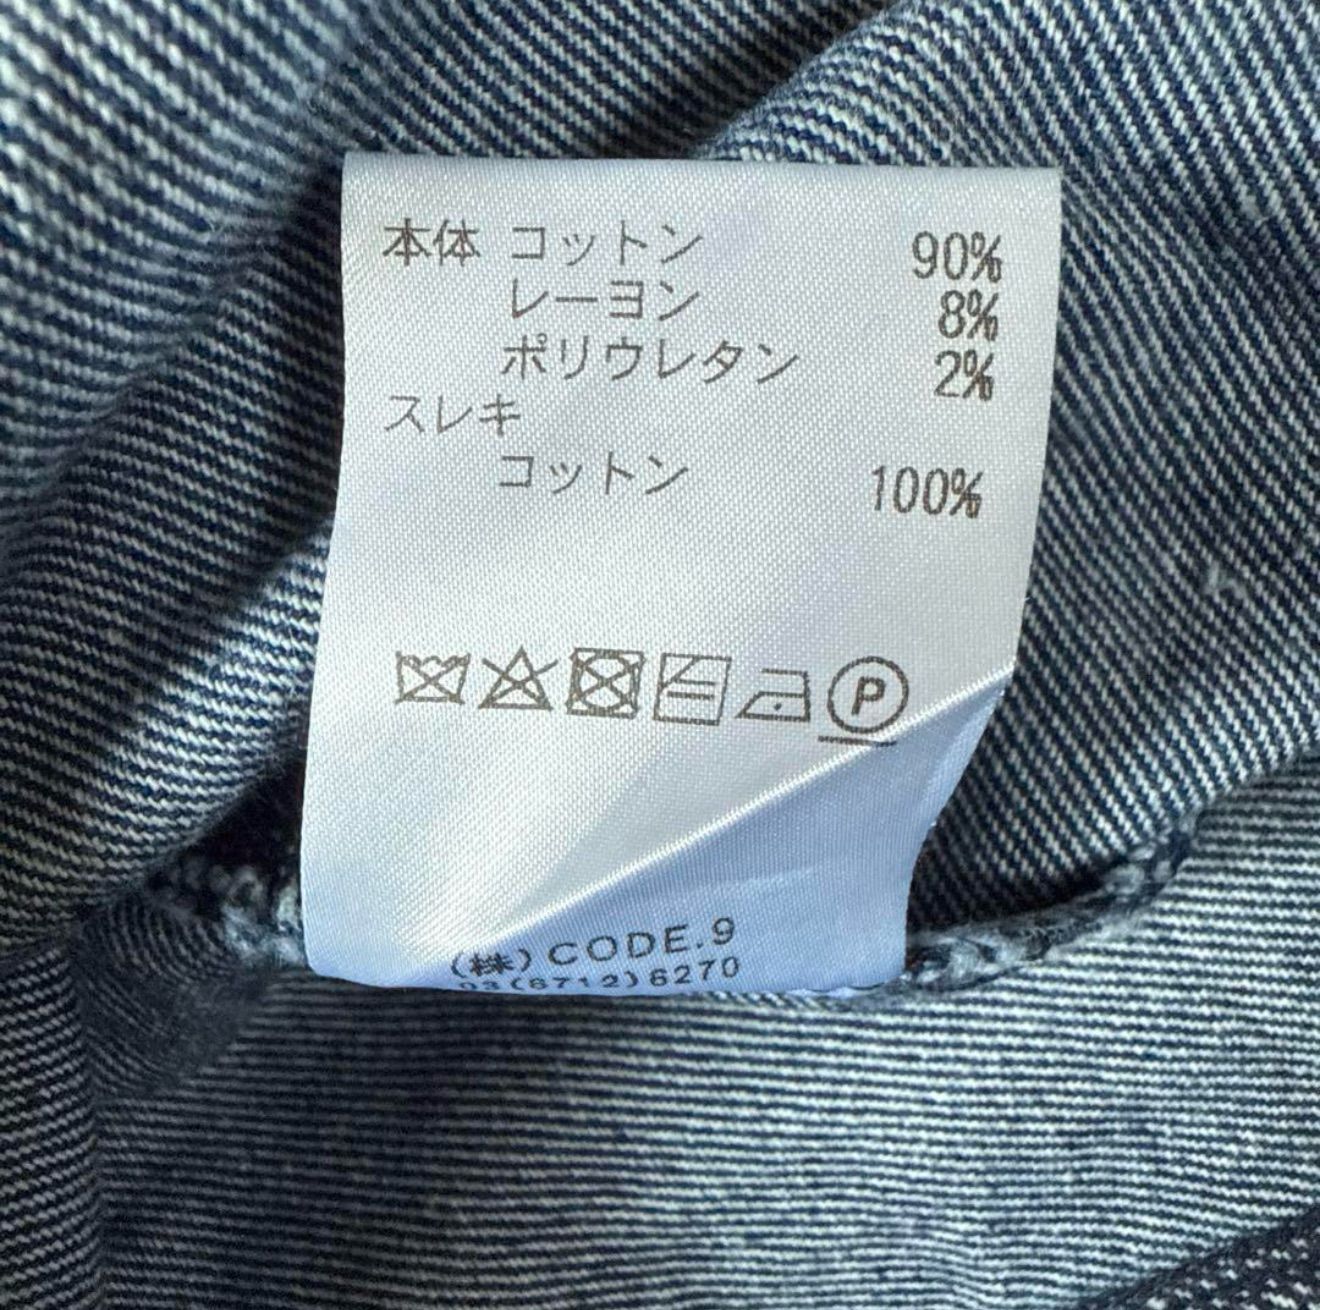 本体 コットン 90%
レーヨン 8%
ポリウレタン 2%
スレキ
コットン 100%
P
(株)CODE.9
03(6712)6270